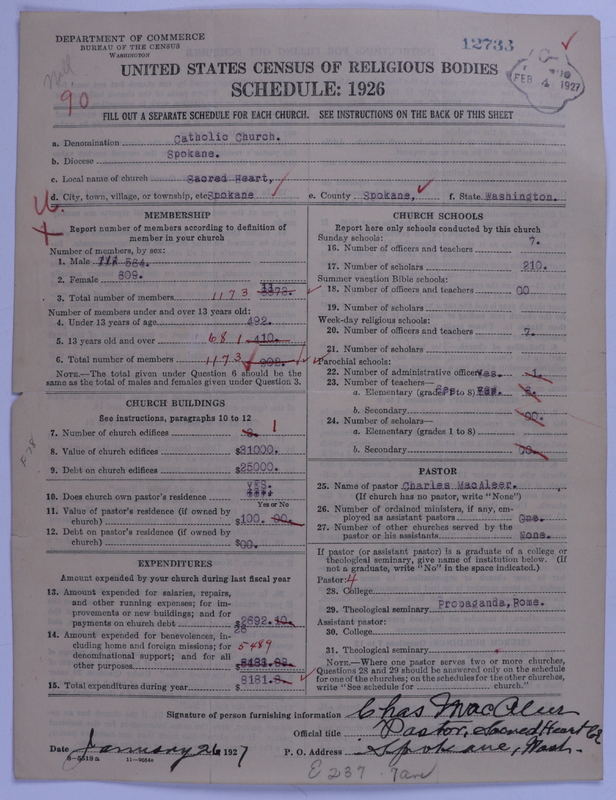 DEPARTMENT OF COMMERCE
BUREAU OF THE CENSUS
WASHINGTON
12733
FEB 4 1927
90
UNITED STATES CENSUS OF RELIGIOUS BODIES
SCHEDULE: 1926
FILL OUT A SEPARATE SCHEDULE FOR EACH CHURCH. SEE INSTRUCTIONS ON THE BACK OF THIS SHEET
a. Denomination Catholic Church.
b. Diocese Spokane.
c. Local name of church Sacred Heart,
d. City, town, village, or township, etc Spokane e. County Spokane, f. State Washington.
MEMBERSHIP
Report number of members according to definition of member in your church
Number of members, by sex:
1. Male 564.
2. Female 609.
3. Total number of members 1173
Number of members under and over 13 years old:
4. Under 13 years of age 492.
5. 13 years old and over 681 410.
6. Total number of members 1173 902.
NOTE.—The total given under Question 6 should be the same as the total of males and females given under Question 3.
CHURCH BUILDINGS
See instructions, paragraphs 10 to 12
7. Number of church edifices 1
8. Value of church edifices $81000.
9. Debt on church edifices $25000.
10. Does church own pastor's residence YES.
Yes or No
11. Value of pastor's residence (if owned by church) $100. 00.
12. Debt on pastor's residence (if owned by church) $00.
EXPENDITURES
Amount expended by your church during last fiscal year
13. Amount expended for salaries, repairs, and other running expenses; for improvements or new buildings; and for payments on church debt $2692.
14. Amount expended for benevolences, including home and foreign missions; for denominational support; and for all other purposes 5489
15. Total expenditures during year $8181.
CHURCH SCHOOLS
Report here only schools conducted by this church
Sunday schools:
16. Number of officers and teachers 7.
17. Number of scholars 210.
Summer vacation Bible schools:
18. Number of officers and teachers 00
19. Number of scholars
Week-day religious schools:
20. Number of officers and teachers 7.
21. Number of scholars
Parochial schools:
22. Number of administrative officers 1.
23. Number of teachers—
a. Elementary (grades 1 to 8)
b. Secondary 00.
24. Number of scholars—
a. Elementary (grades 1 to 8)
b. Secondary 00.
PASTOR
25. Name of pastor Charles MacAleer.
(If church has no pastor, write "None")
26. Number of ordained ministers, if any, employed as assistant pastors One.
27. Number of other churches served by the pastor or his assistants None.
If pastor (or assistant pastor) is a graduate of a college or theological seminary, give name of institution below. (If not a graduate, write "No" in the space indicated.)
Pastor: 4
28. College
29. Theological seminary Propaganda, Rome.
Assistant pastor:
30. College
31. Theological seminary
NOTE.—Where one pastor serves two or more churches, Questions 28 and 29 should be answered only on the schedule for one of the churches; on the schedules for the other churches, write "See schedule for church."
Signature of person furnishing information Chas MacAleer
Official title Pastor, Sacred Heart Ch
Date January 26 1927 P. O. Address Spokane, Wash.
8—5518 a
E 237